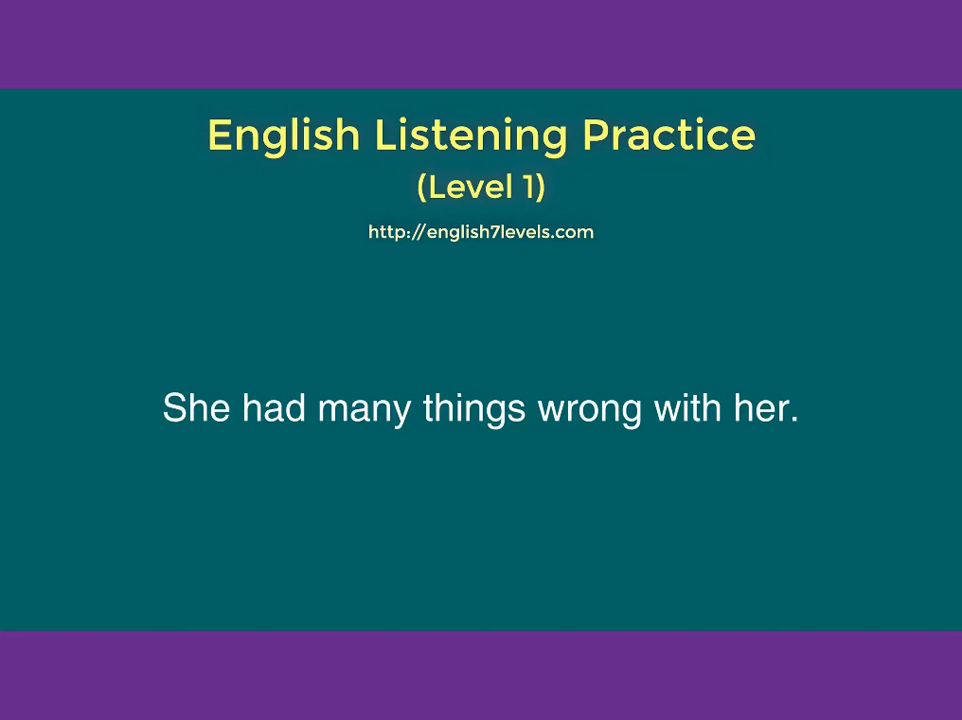 English Listening Practice
(Level 1)
http://english7levels.com
She had many things wrong with her.